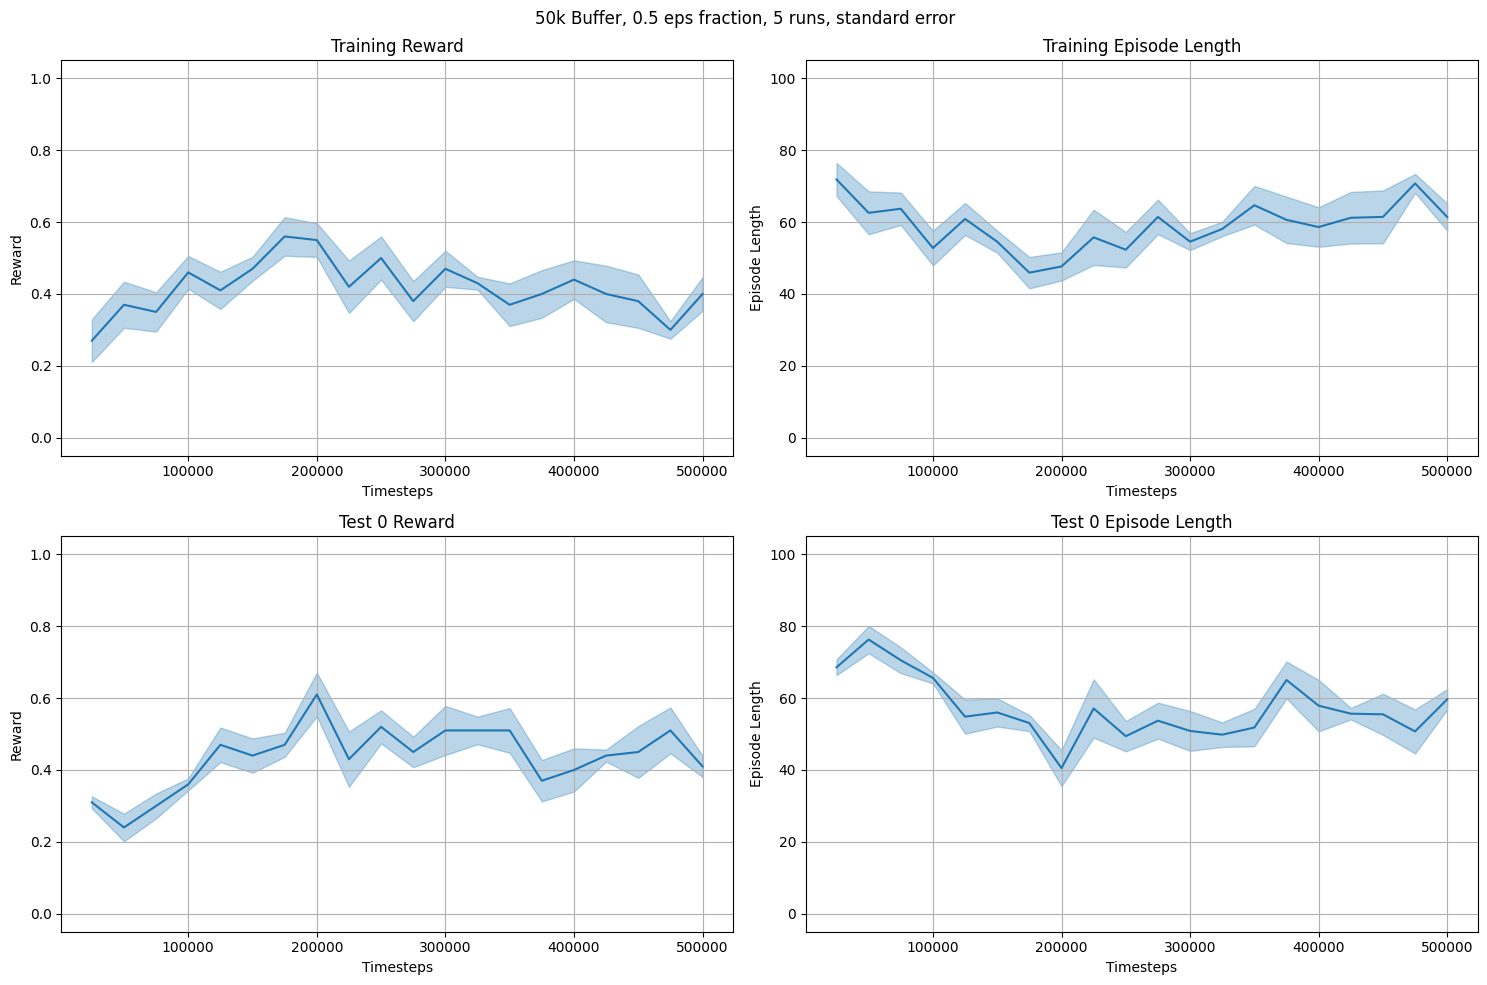 50k Buffer, 0.5 eps fraction, 5 runs, standard error
Training Reward
1.0
0.8
0.6
0.4
0.2
0.0
Reward
100000 200000 300000 400000 500000
Timesteps
Training Episode Length
100
80
60
40
20
0
Episode Length
100000 200000 300000 400000 500000
Timesteps
Test 0 Reward
1.0
0.8
0.6
0.4
0.2
0.0
Reward
100000 200000 300000 400000 500000
Timesteps
Test 0 Episode Length
100
80
60
40
20
0
Episode Length
100000 200000 300000 400000 500000
Timesteps